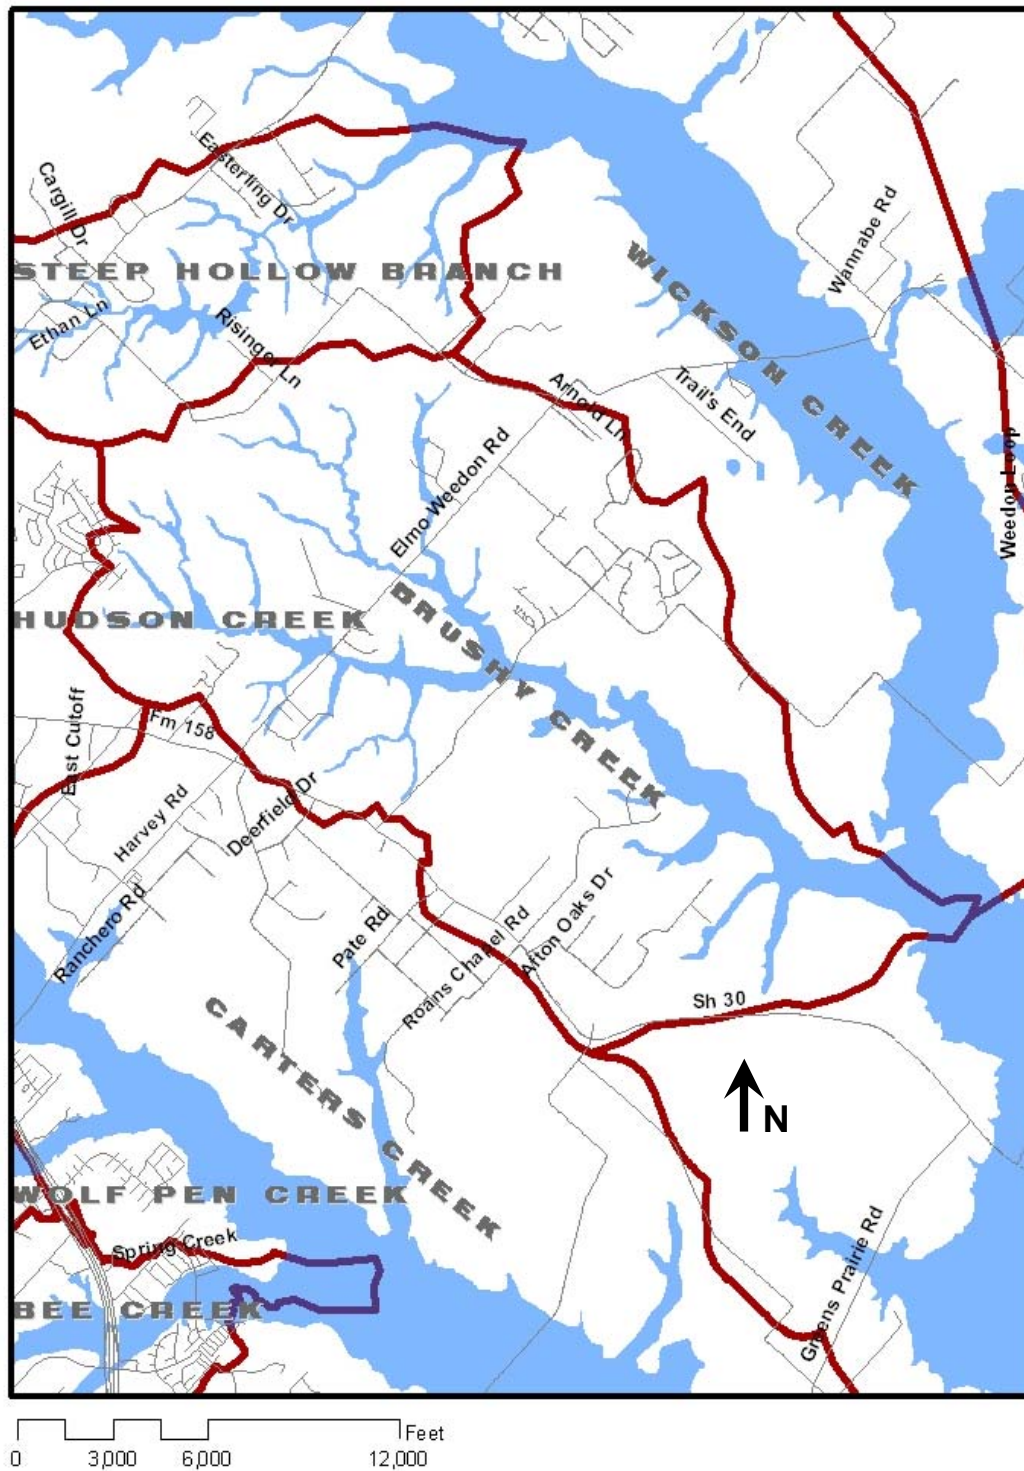 Cargill Dr
Easterling Dr
Wannabe Rd
STEEP HOLLOW BRANCH
WICKSON CREEK
Ethan Ln
Risinger Ln
Arnold Ln
Trail's End
Elmo Weedon Rd
Weedon Loop
HUDSON CREEK
BRUSHY CREEK
East Cutoff
Fm 158
Harvey Rd
Deerfield Dr
Ranchero Rd
Pate Rd
Roans Chapel Rd
Afton Oaks Dr
Sh 30
CARTERS CREEK
N
WOLF PEN CREEK
Spring Creek
Greens Prairie Rd
BEE CREEK
Feet
0 3,000 6,000 12,000